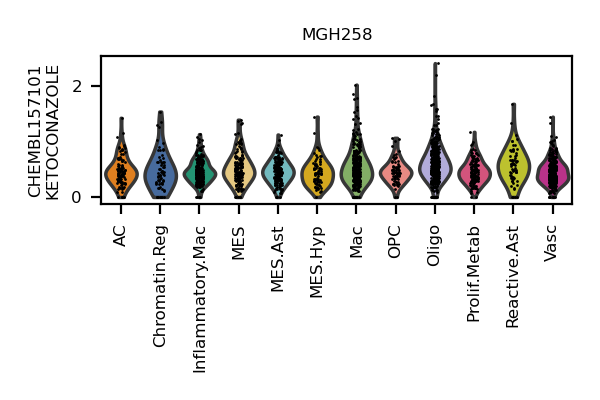 MGH258
CHEMBL157101
KETOCONAZOLE
2
0
AC
Chromatin.Reg
Inflammatory.Mac
MES
MES.Ast
MES.Hyp
Mac
OPC
Oligo
Prolif.Metab
Reactive.Ast
Vasc